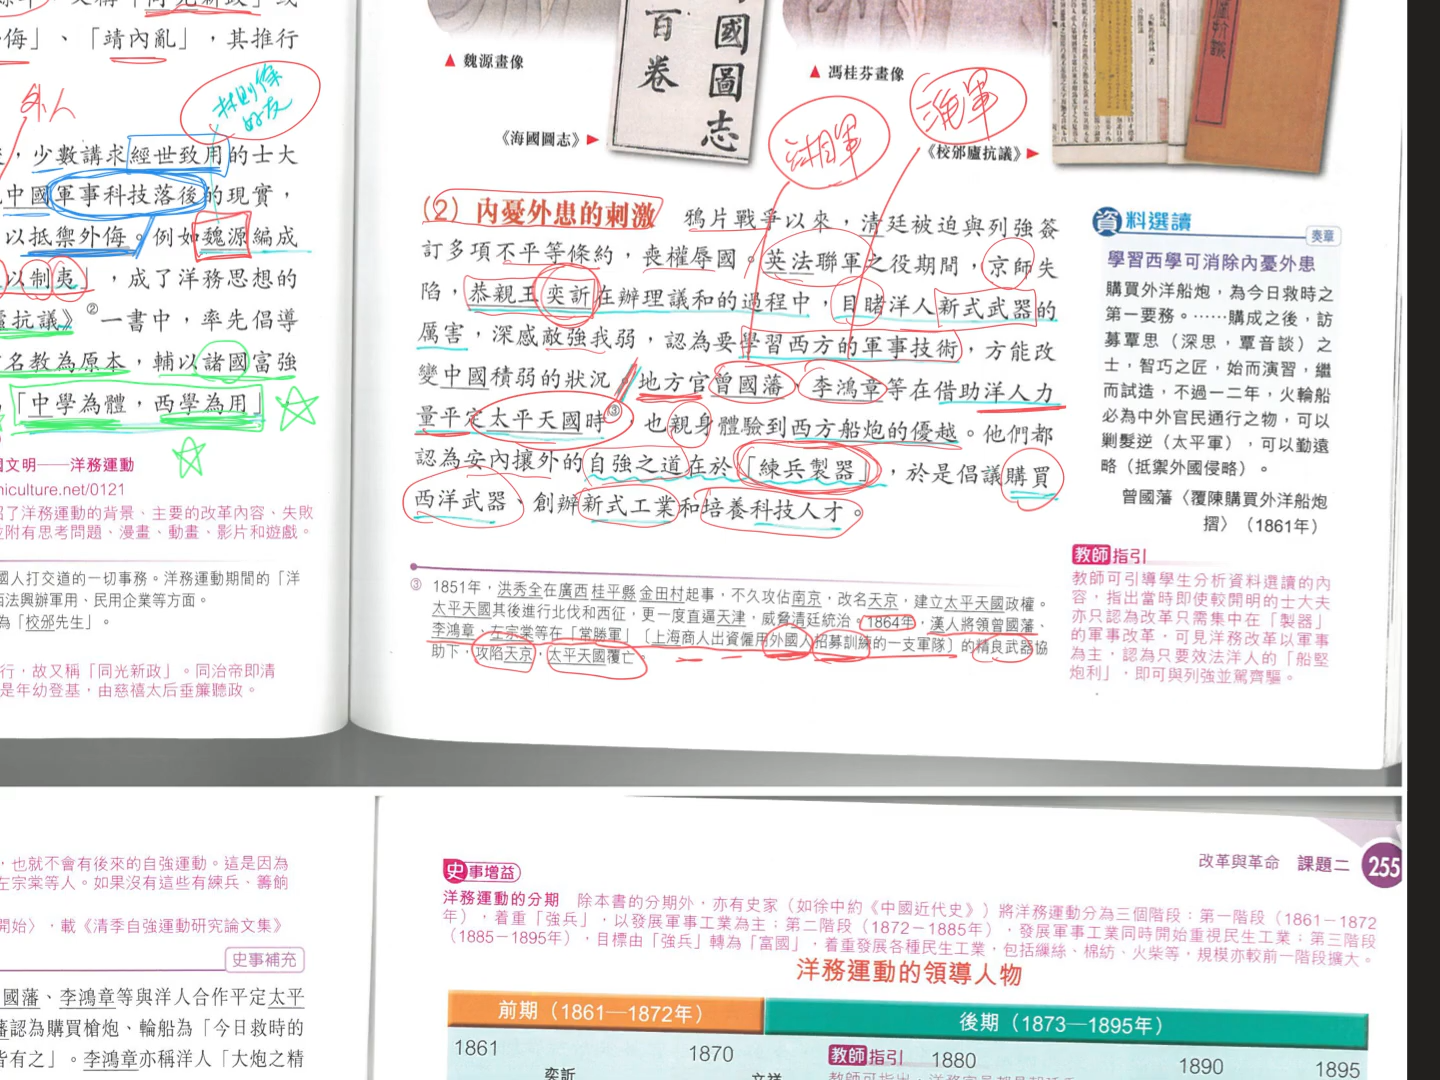 侮」、「靖內亂」，其推行
外人
林則徐
好友
少數講求經世致用的士大
中國軍事科技落後的現實，
以抵禦外侮。例如魏源編成
以制夷」，成了洋務思想的
抗議》②一書中，率先倡導
名教為原本，輔以諸國富強
「中學為體，西學為用」
國文明──洋務運動
niculture.net/0121
紹了洋務運動的背景、主要的改革內容、失敗
並附有思考問題、漫畫、動畫、影片和遊戲。
國人打交道的一切事務。洋務運動期間的「洋
西法興辦軍用、民用企業等方面。
為「校邠先生」。
行，故又稱「同光新政」。同治帝即清
是年幼登基，由慈禧太后垂簾聽政。
▲ 魏源畫像
百卷
國圖志
《海國圖志》▶
▲ 馮桂芬畫像
湘軍
淮軍
《校邠廬抗議》▶
(2) 內憂外患的刺激 鴉片戰爭以來，清廷被迫與列強簽
訂多項不平等條約，喪權辱國。英法聯軍之役期間，京師失
陷，恭親王奕訢在辦理議和的過程中，目睹洋人新式武器的
厲害，深感敵強我弱，認為要學習西方的軍事技術，方能改
變中國積弱的狀況。地方官曾國藩、李鴻章等在借助洋人力
量平定太平天國時③，也親身體驗到西方船炮的優越。他們都
認為安內攘外的自強之道在於「練兵製器」，於是倡議購買
西洋武器、創辦新式工業和培養科技人才。
③ 1851年，洪秀全在廣西桂平縣金田村起事，不久攻佔南京，改名天京，建立太平天國政權。
太平天國其後進行北伐和西征，更一度直逼天津，威脅清廷統治。1864年，漢人將領曾國藩、
李鴻章、左宗棠等在「常勝軍」〔上海商人出資僱用外國人招募訓練的一支軍隊〕的精良武器協
助下，攻陷天京，太平天國覆亡
資料選讀
奏章
學習西學可消除內憂外患
購買外洋船炮，為今日救時之
第一要務。……購成之後，訪
募覃思（深思，覃音談）之
士，智巧之匠，始而演習，繼
而試造，不過一二年，火輪船
必為中外官民通行之物，可以
剿髮逆（太平軍），可以勤遠
略（抵禦外國侵略）。
曾國藩〈覆陳購買外洋船炮
摺〉（1861年）
教師指引
教師可引導學生分析資料選讀的內
容，指出當時即使較開明的士大夫
亦只認為改革只需集中在「製器」
的軍事改革，可見洋務改革以軍事
為主，認為只要效法洋人的「船堅
炮利」，即可與列強並駕齊驅。
，也就不會有後來的自強運動。這是因為
左宗棠等人。如果沒有這些有練兵、籌餉
開始〉，載《清季自強運動研究論文集》
史事補充
國藩、李鴻章等與洋人合作平定太平
藩認為購買槍炮、輪船為「今日救時的
皆有之」。李鴻章亦稱洋人「大炮之精
改革與革命 課題二 255
史事增益
洋務運動的分期 除本書的分期外，亦有史家（如徐中約《中國近代史》）將洋務運動分為三個階段：第一階段（1861－1872
年），着重「強兵」，以發展軍事工業為主；第二階段（1872－1885年），發展軍事工業同時開始重視民生工業；第三階段
（1885－1895年），目標由「強兵」轉為「富國」，着重發展各種民生工業，包括繅絲、棉紡、火柴等，規模亦較前一階段擴大。
洋務運動的領導人物
前期（1861—1872年）
後期（1873—1895年）
1861 1870 教師指引 1880 1890 1895
奕訢 文祥